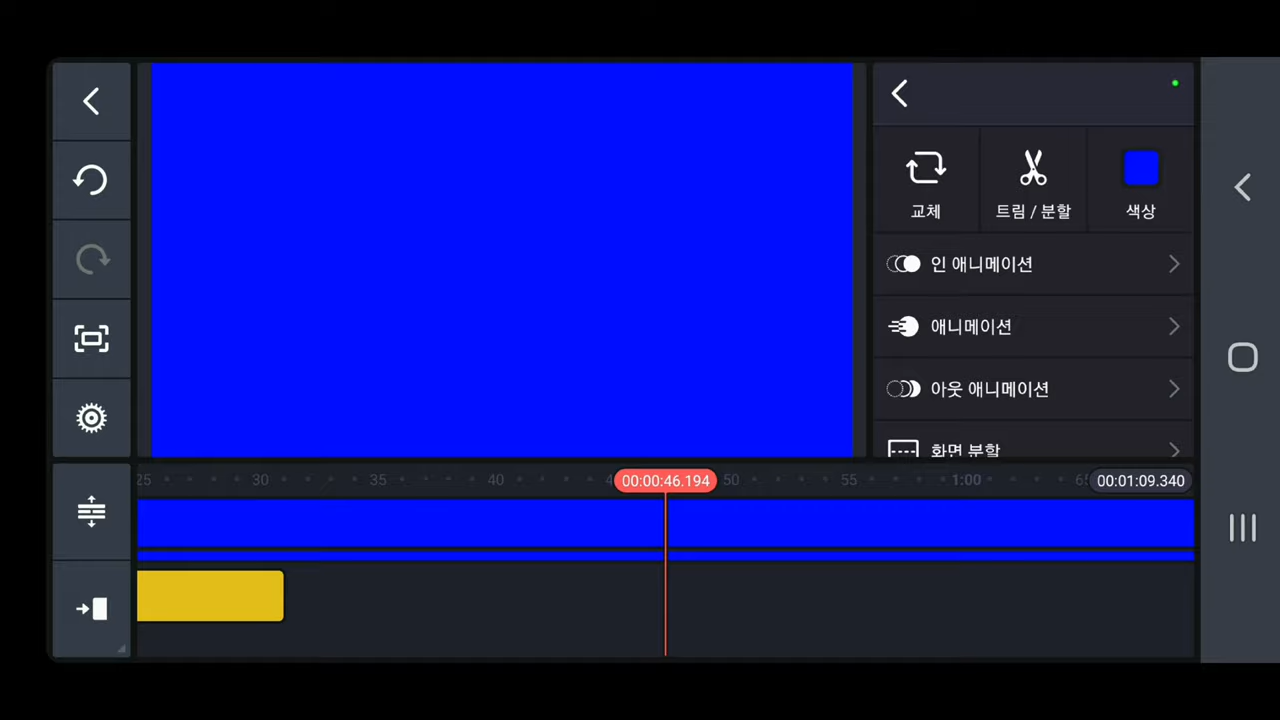 교체
트림 / 분할
색상
인 애니메이션
애니메이션
아웃 애니메이션
화면 분할
25 30 35 40 4 00:00:46.194 50 55 1:00 65 00:01:09.340